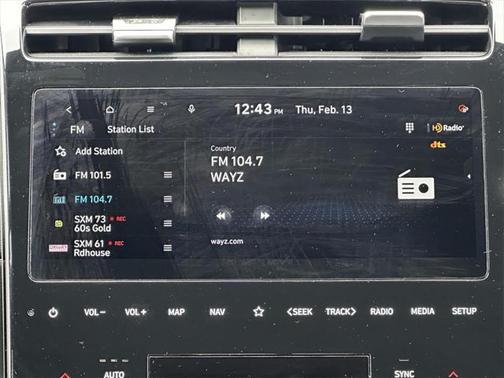 12:43 PM Thu, Feb. 13
FM Station List
HD Radio
dts
Add Station
FM 101.5
FM 104.7
SXM 73 REC
60s Gold
SXM 61 REC
Rdhouse
Country
FM 104.7
WAYZ
wayz.com
VOL- VOL+ MAP NAV <SEEK TRACK> RADIO MEDIA SETUP
AUTO SYNC